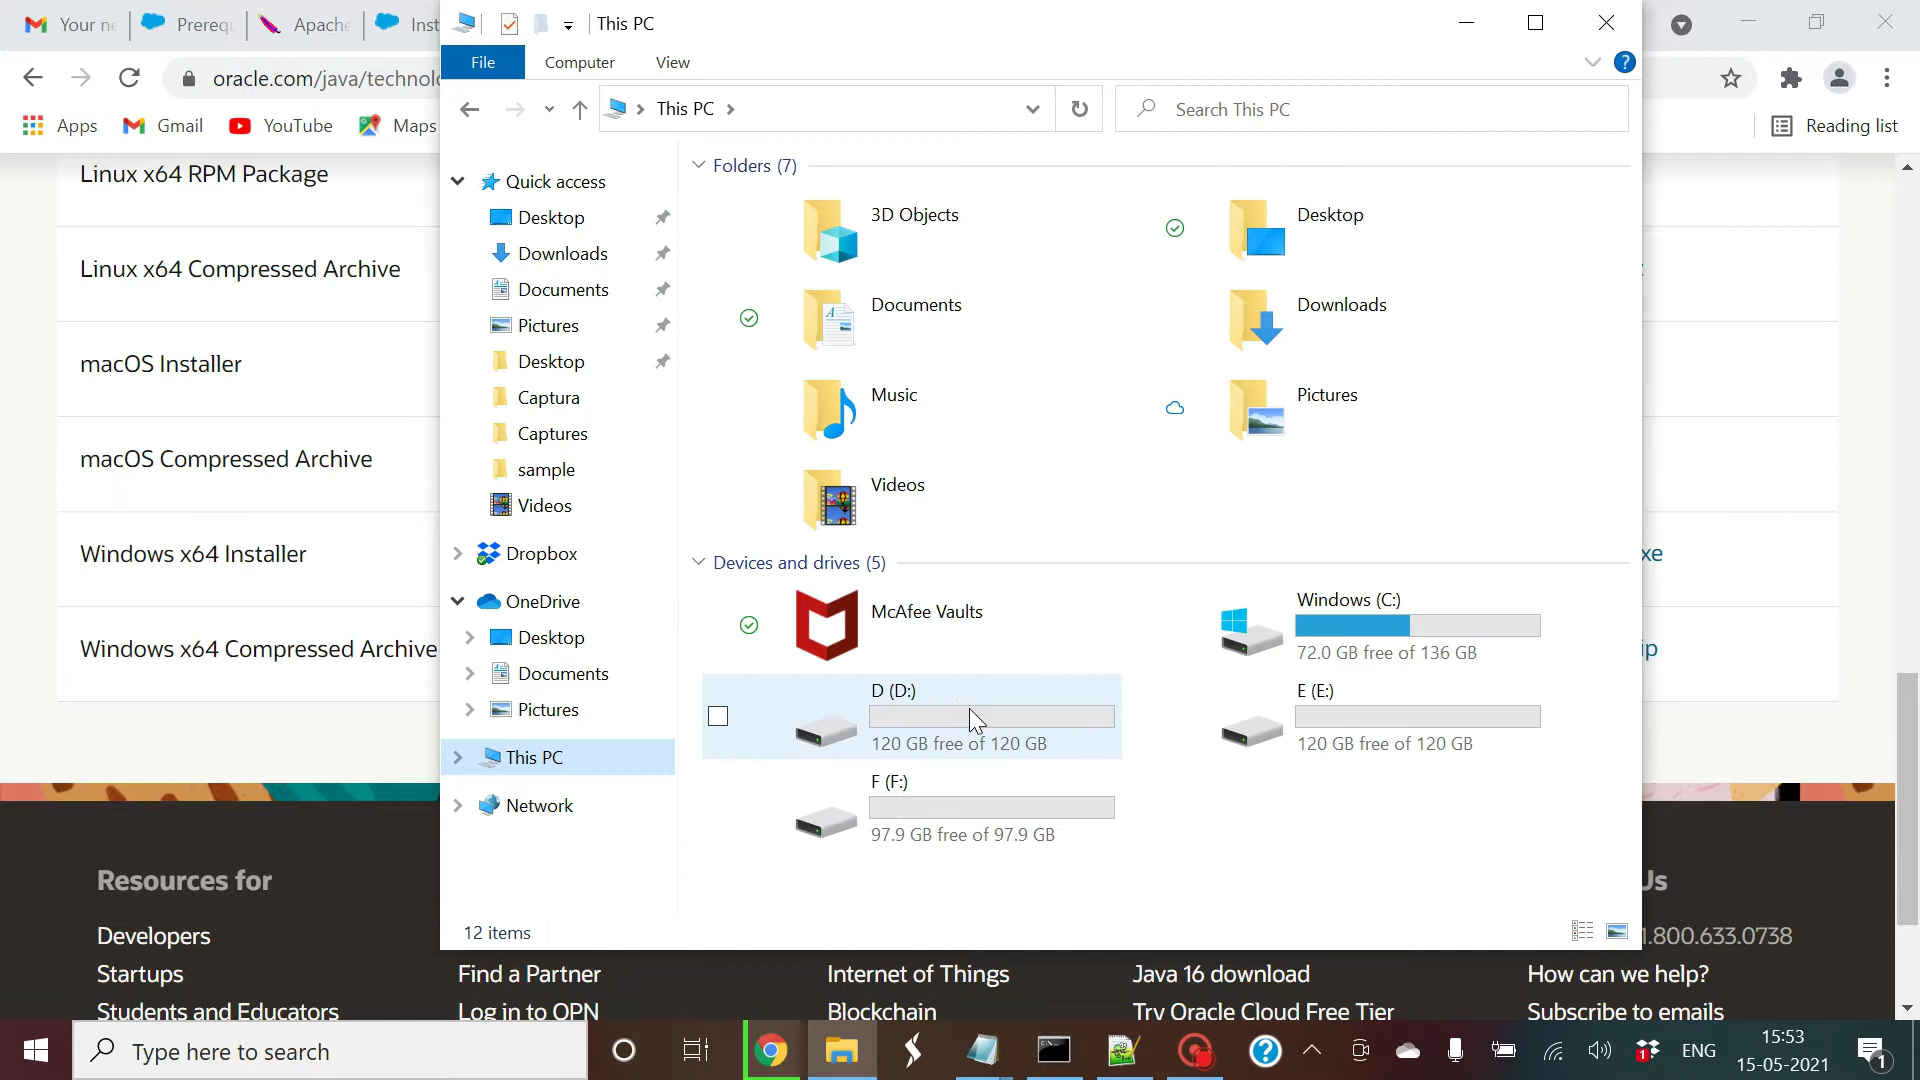 Your ne
Prerequ
Apache
Inst
This PC
File
Computer
View
oracle.com/java/technolo
This PC
Search This PC
Apps
Gmail
YouTube
Maps
Reading list
Linux x64 RPM Package
Linux x64 Compressed Archive
macOS Installer
macOS Compressed Archive
Windows x64 Installer
Windows x64 Compressed Archive
xe
ip
Quick access
Desktop
Downloads
Documents
Pictures
Desktop
Captura
Captures
sample
Videos
Dropbox
OneDrive
Desktop
Documents
Pictures
This PC
Network
Folders (7)
3D Objects
Desktop
Documents
Downloads
Music
Pictures
Videos
Devices and drives (5)
McAfee Vaults
Windows (C:)
72.0 GB free of 136 GB
D (D:)
120 GB free of 120 GB
E (E:)
120 GB free of 120 GB
F (F:)
97.9 GB free of 97.9 GB
12 items
Resources for
Developers
Startups
Students and Educators
Find a Partner
Log in to OPN
Internet of Things
Blockchain
Java 16 download
Try Oracle Cloud Free Tier
Us
1.800.633.0738
How can we help?
Subscribe to emails
Type here to search
ENG
15:53
15-05-2021
1